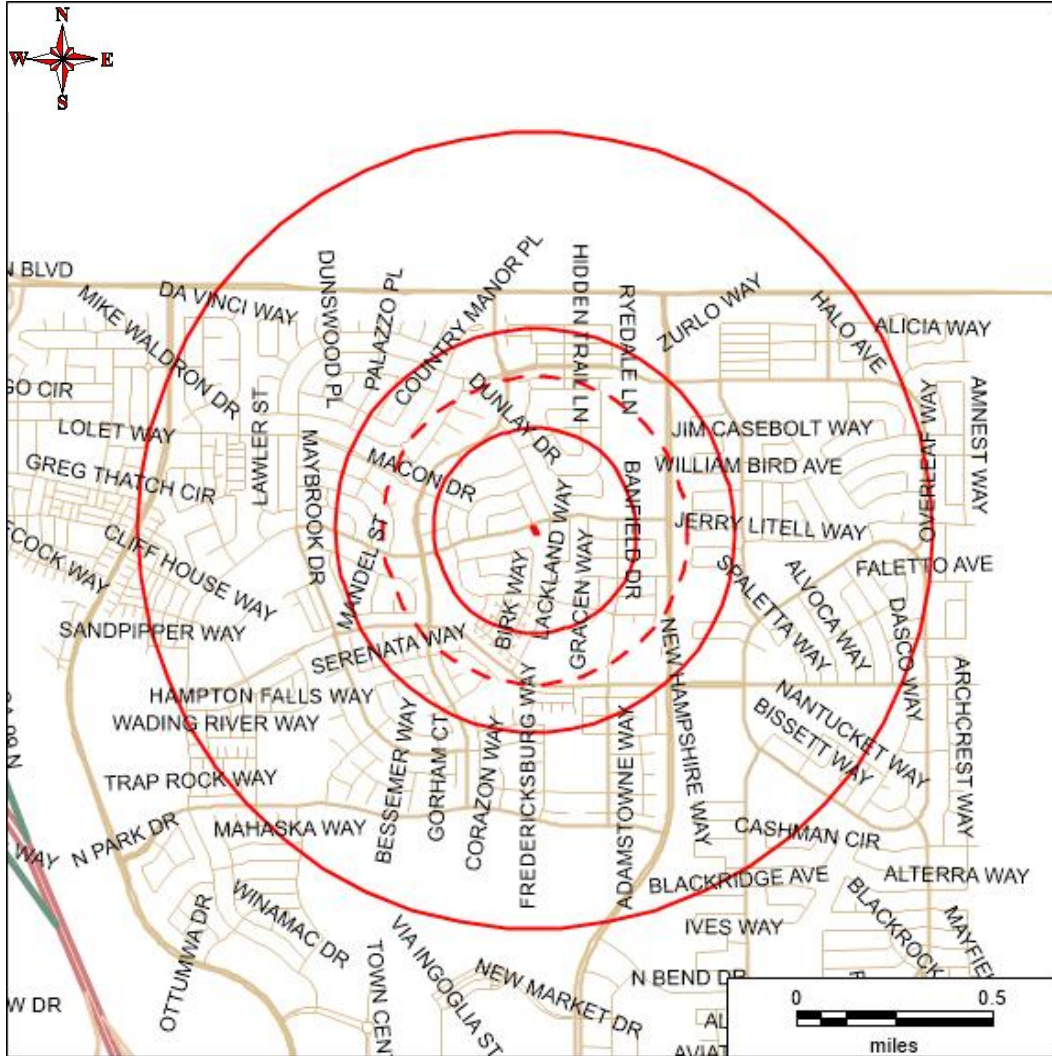 N
W E
S
N BLVD
DA VINCI WAY
MIKE WALDRON DR
DUNSWOOD PL
PALAZZO PL
COUNTRY MANOR PL
HIDDEN TRAIL LN
RYEDALE LN
ZURLO WAY
HALO AVE
ALICIA WAY
GO CIR
LOLET WAY
LAWLER ST
DUNLAY DR
JIM CASEBOLT WAY
OVERLEAF WAY
AMNEST WAY
GREG THATCH CIR
MAYBROOK DR
MACON DR
BANFIELD DR
WILLIAM BIRD AVE
ECOCK WAY
CLIFF HOUSE WAY
MANDEL ST
LACKLAND WAY
JERRY LITELL WAY
BIRK WAY
GRACEN WAY
SPALETTA WAY
ALVOCA WAY
FALETTO AVE
SANDPIPPER WAY
SERENATA WAY
NEW HAMPSHIRE WAY
DASCO WAY
ARCHCREST WAY
HAMPTON FALLS WAY
WADING RIVER WAY
BESSEMER WAY
GORHAM CT
CORAZON WAY
FREDERICKSBURG WAY
ADAMSTOWNE WAY
NANTUCKET WAY
BISSETT WAY
TRAP ROCK WAY
N PARK DR
MAHASKA WAY
CASHMAN CIR
WAY
BLACKRIDGE AVE
ALTERRA WAY
OTTUMWA DR
WINAMAC DR
VIA INGOGLIA ST
IVES WAY
BLACKROCK
MAYFIE
TOWN CENT
NEW MARKET DR
N BEND DR
W DR
AL
AVIAT
0 0.5
miles